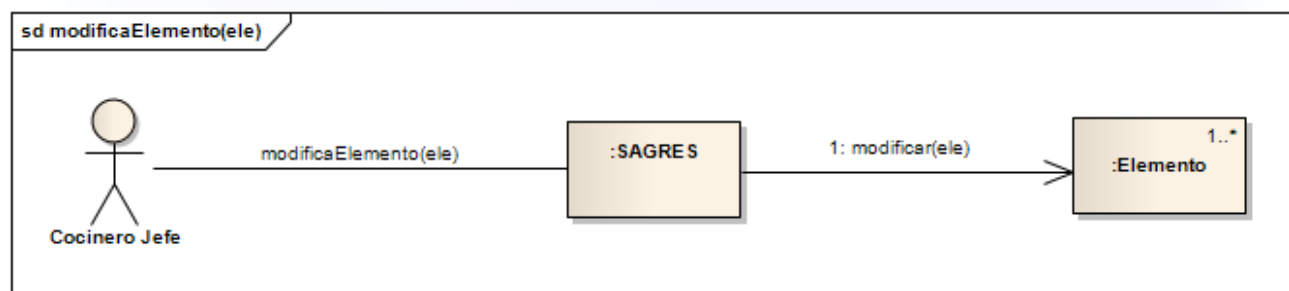 sd modificaElemento(ele)
modificaElemento(ele)
:SAGRES
1: modificar(ele)
1..*
:Elemento
Cocinero Jefe